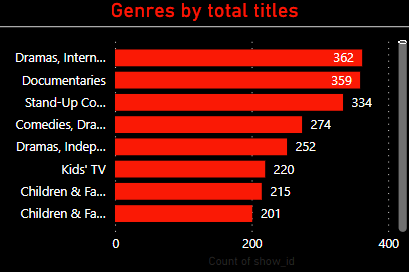 Genres by total titles
Dramas, Intern... 362
Documentaries 359
Stand-Up Co... 334
Comedies, Dra... 274
Dramas, Indep... 252
Kids' TV 220
Children & Fa... 215
Children & Fa... 201
0 200 400
Count of show_id